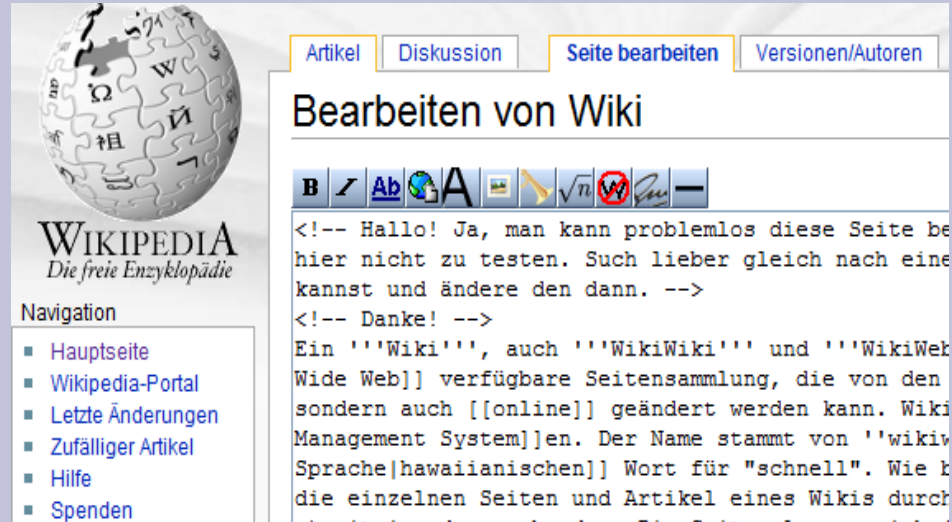 Artikel Diskussion Seite bearbeiten Versionen/Autoren
Bearbeiten von Wiki
WIKIPEDIA
Die freie Enzyklopädie
Navigation
Hauptseite
Wikipedia-Portal
Letzte Änderungen
Zufälliger Artikel
Hilfe
Spenden
B I Ab A √n W
<!-- Hallo! Ja, man kann problemlos diese Seite be
hier nicht zu testen. Such lieber gleich nach eine
kannst und ändere den dann. -->
<!-- Danke! -->
Ein '''Wiki''', auch '''WikiWiki''' und '''WikiWeb
Wide Web]] verfügbare Seitensammlung, die von den
sondern auch [[online]] geändert werden kann. Wiki
Management System]]en. Der Name stammt von ''wikiw
Sprache|hawaiianischen]] Wort für "schnell". Wie b
die einzelnen Seiten und Artikel eines Wikis durch